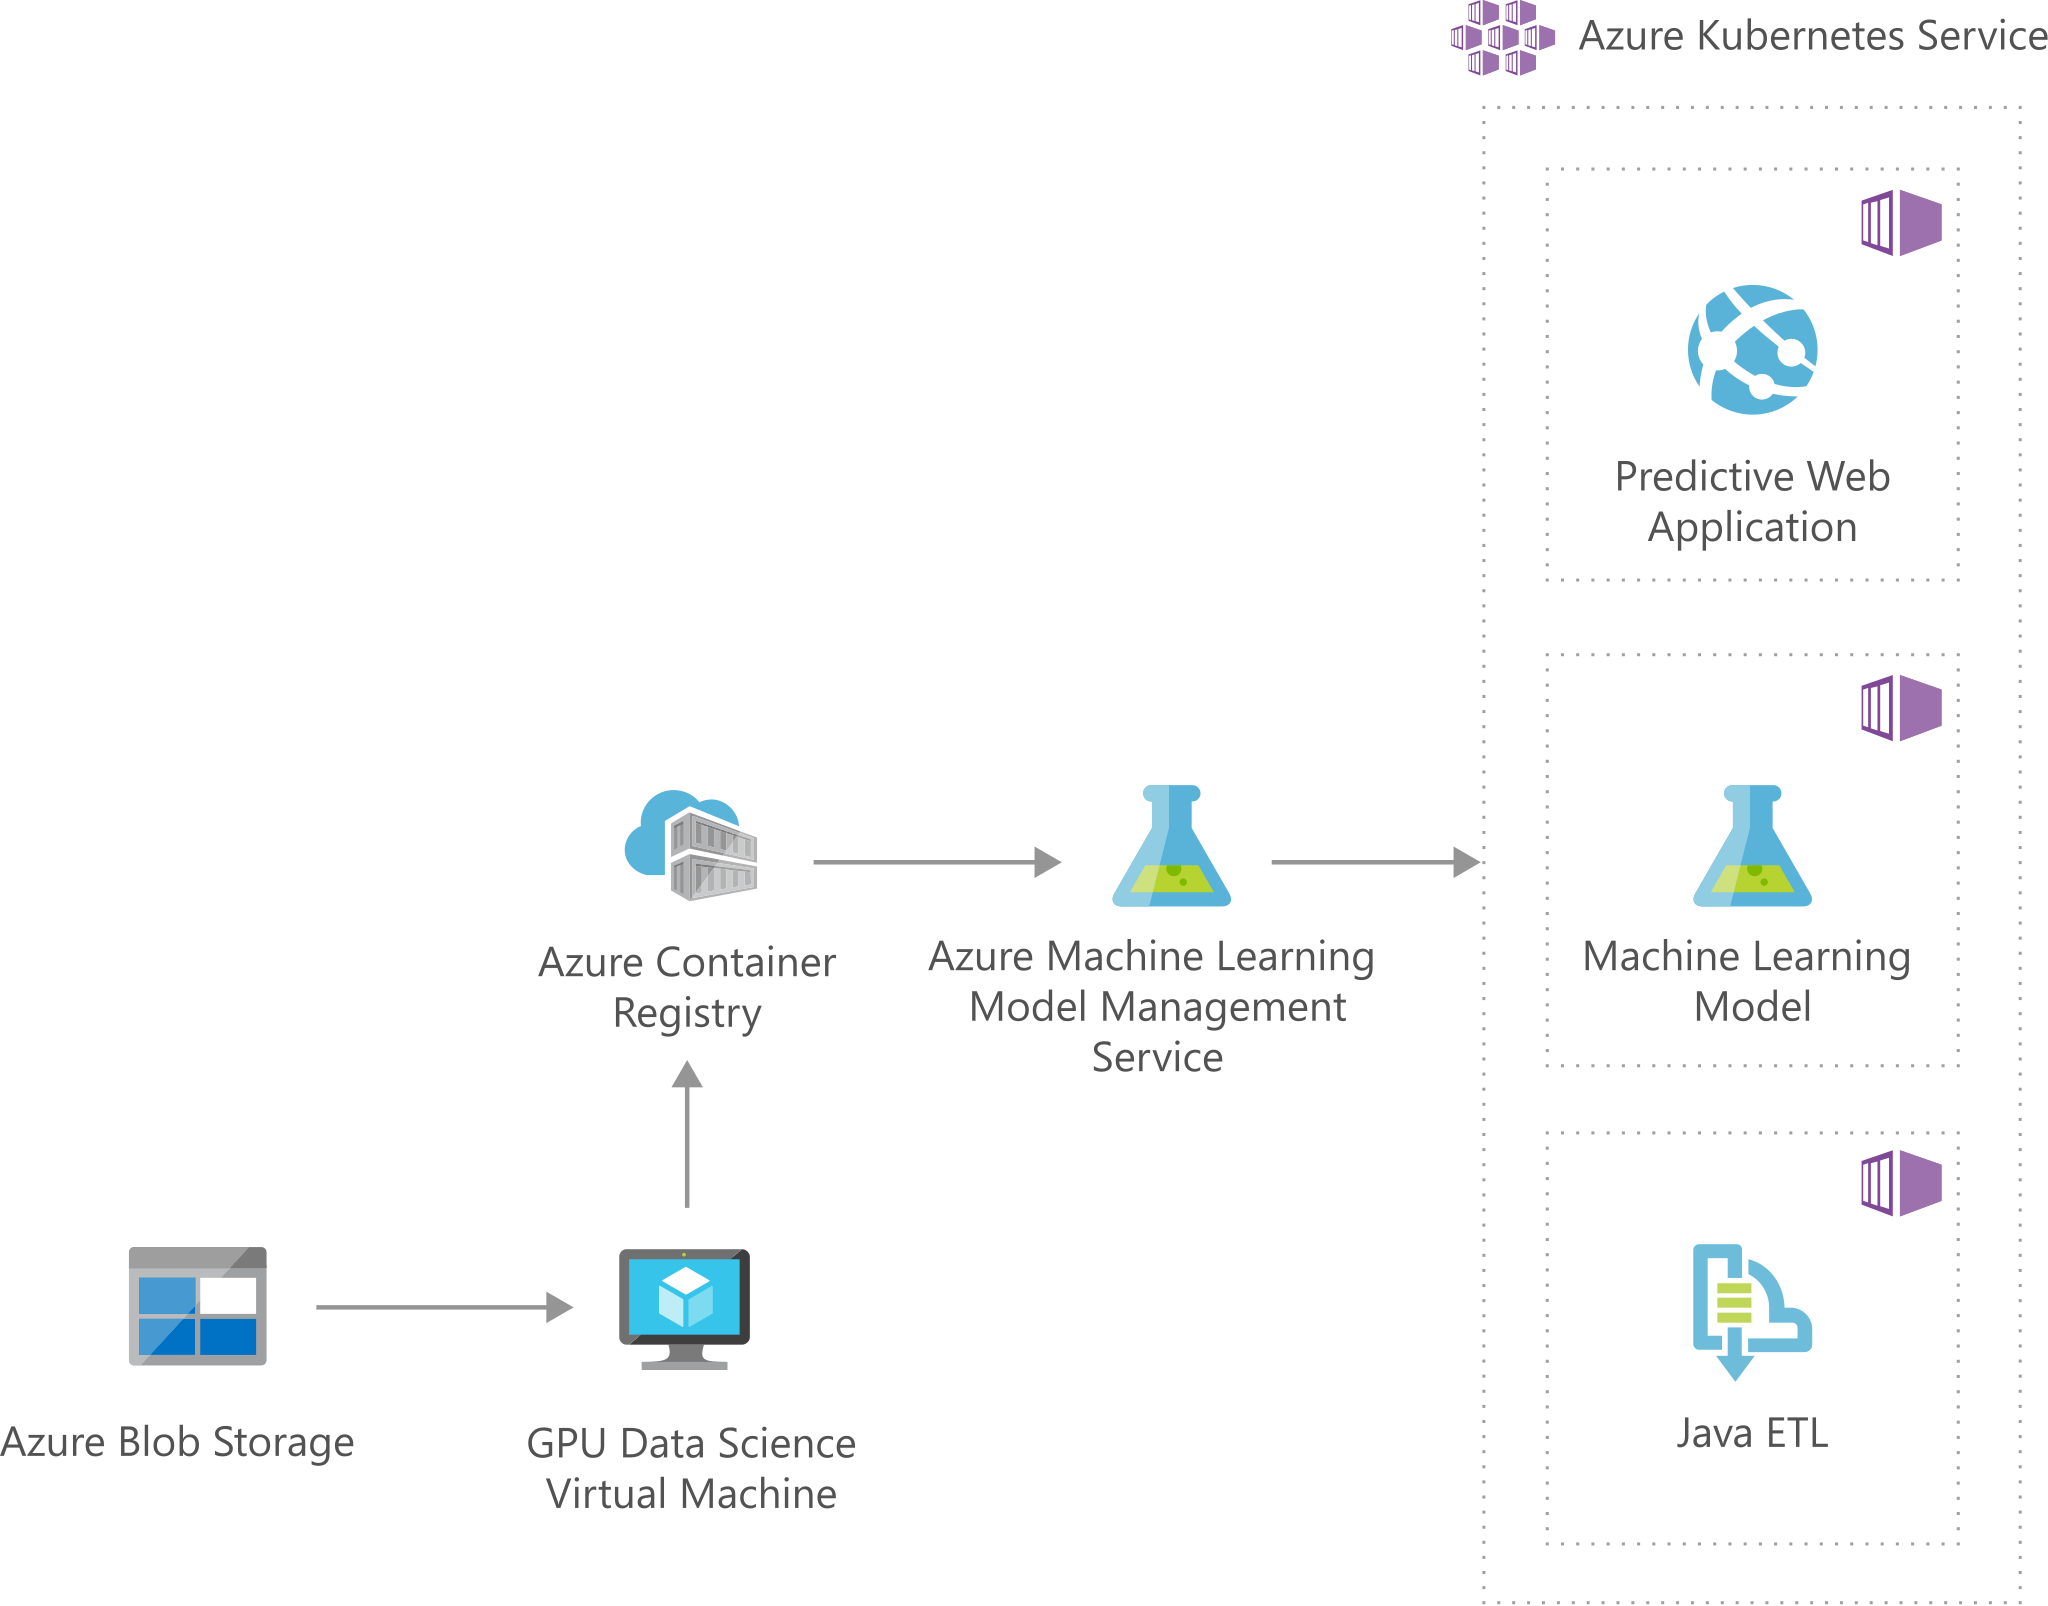 Azure Kubernetes Service
Predictive Web
Application
Azure Container
Registry
Azure Machine Learning
Model Management
Service
Machine Learning
Model
Azure Blob Storage
GPU Data Science
Virtual Machine
Java ETL